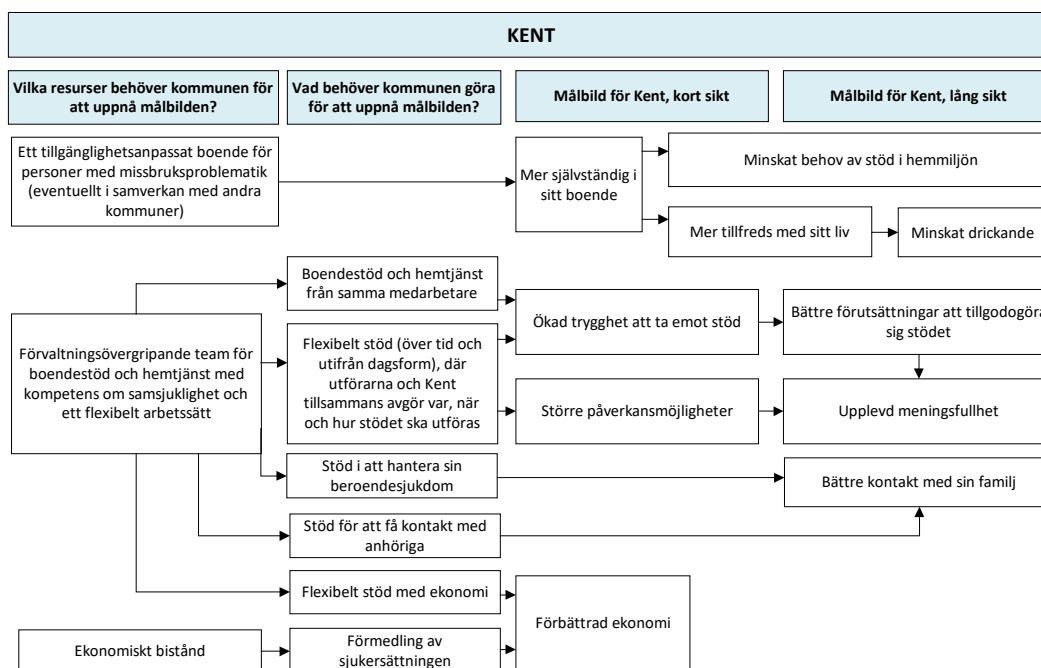 KENT
Vilka resurser behöver kommunen för
att uppnå målbilden?
Vad behöver kommunen göra
för att uppnå målbilden?
Målbild för Kent, kort sikt
Målbild för Kent, lång sikt
Ett tillgänglighetsanpassat boende för
personer med missbruksproblematik
(eventuellt i samverkan med andra
kommuner)
Mer självständig i
sitt boende
Minskat behov av stöd i hemmiljön
Mer tillfreds med sitt liv
Minskat drickande
Förvaltningsövergripande team för
boendestöd och hemtjänst med
kompetens om samsjuklighet och
ett flexibelt arbetssätt
Boendestöd och hemtjänst
från samma medarbetare
Flexibelt stöd (över tid och
utifrån dagsform), där
utförarna och Kent
tillsammans avgör var, när
och hur stödet ska utföras
Ökad trygghet att ta emot stöd
Bättre förutsättningar att tillgodogöra
sig stödet
Större påverkansmöjligheter
Upplevd meningsfullhet
Stöd i att hantera sin
beroendesjukdom
Bättre kontakt med sin familj
Stöd för att få kontakt med
anhöriga
Flexibelt stöd med ekonomi
Förbättrad ekonomi
Ekonomiskt bistånd
Förmedling av
sjukersättningen